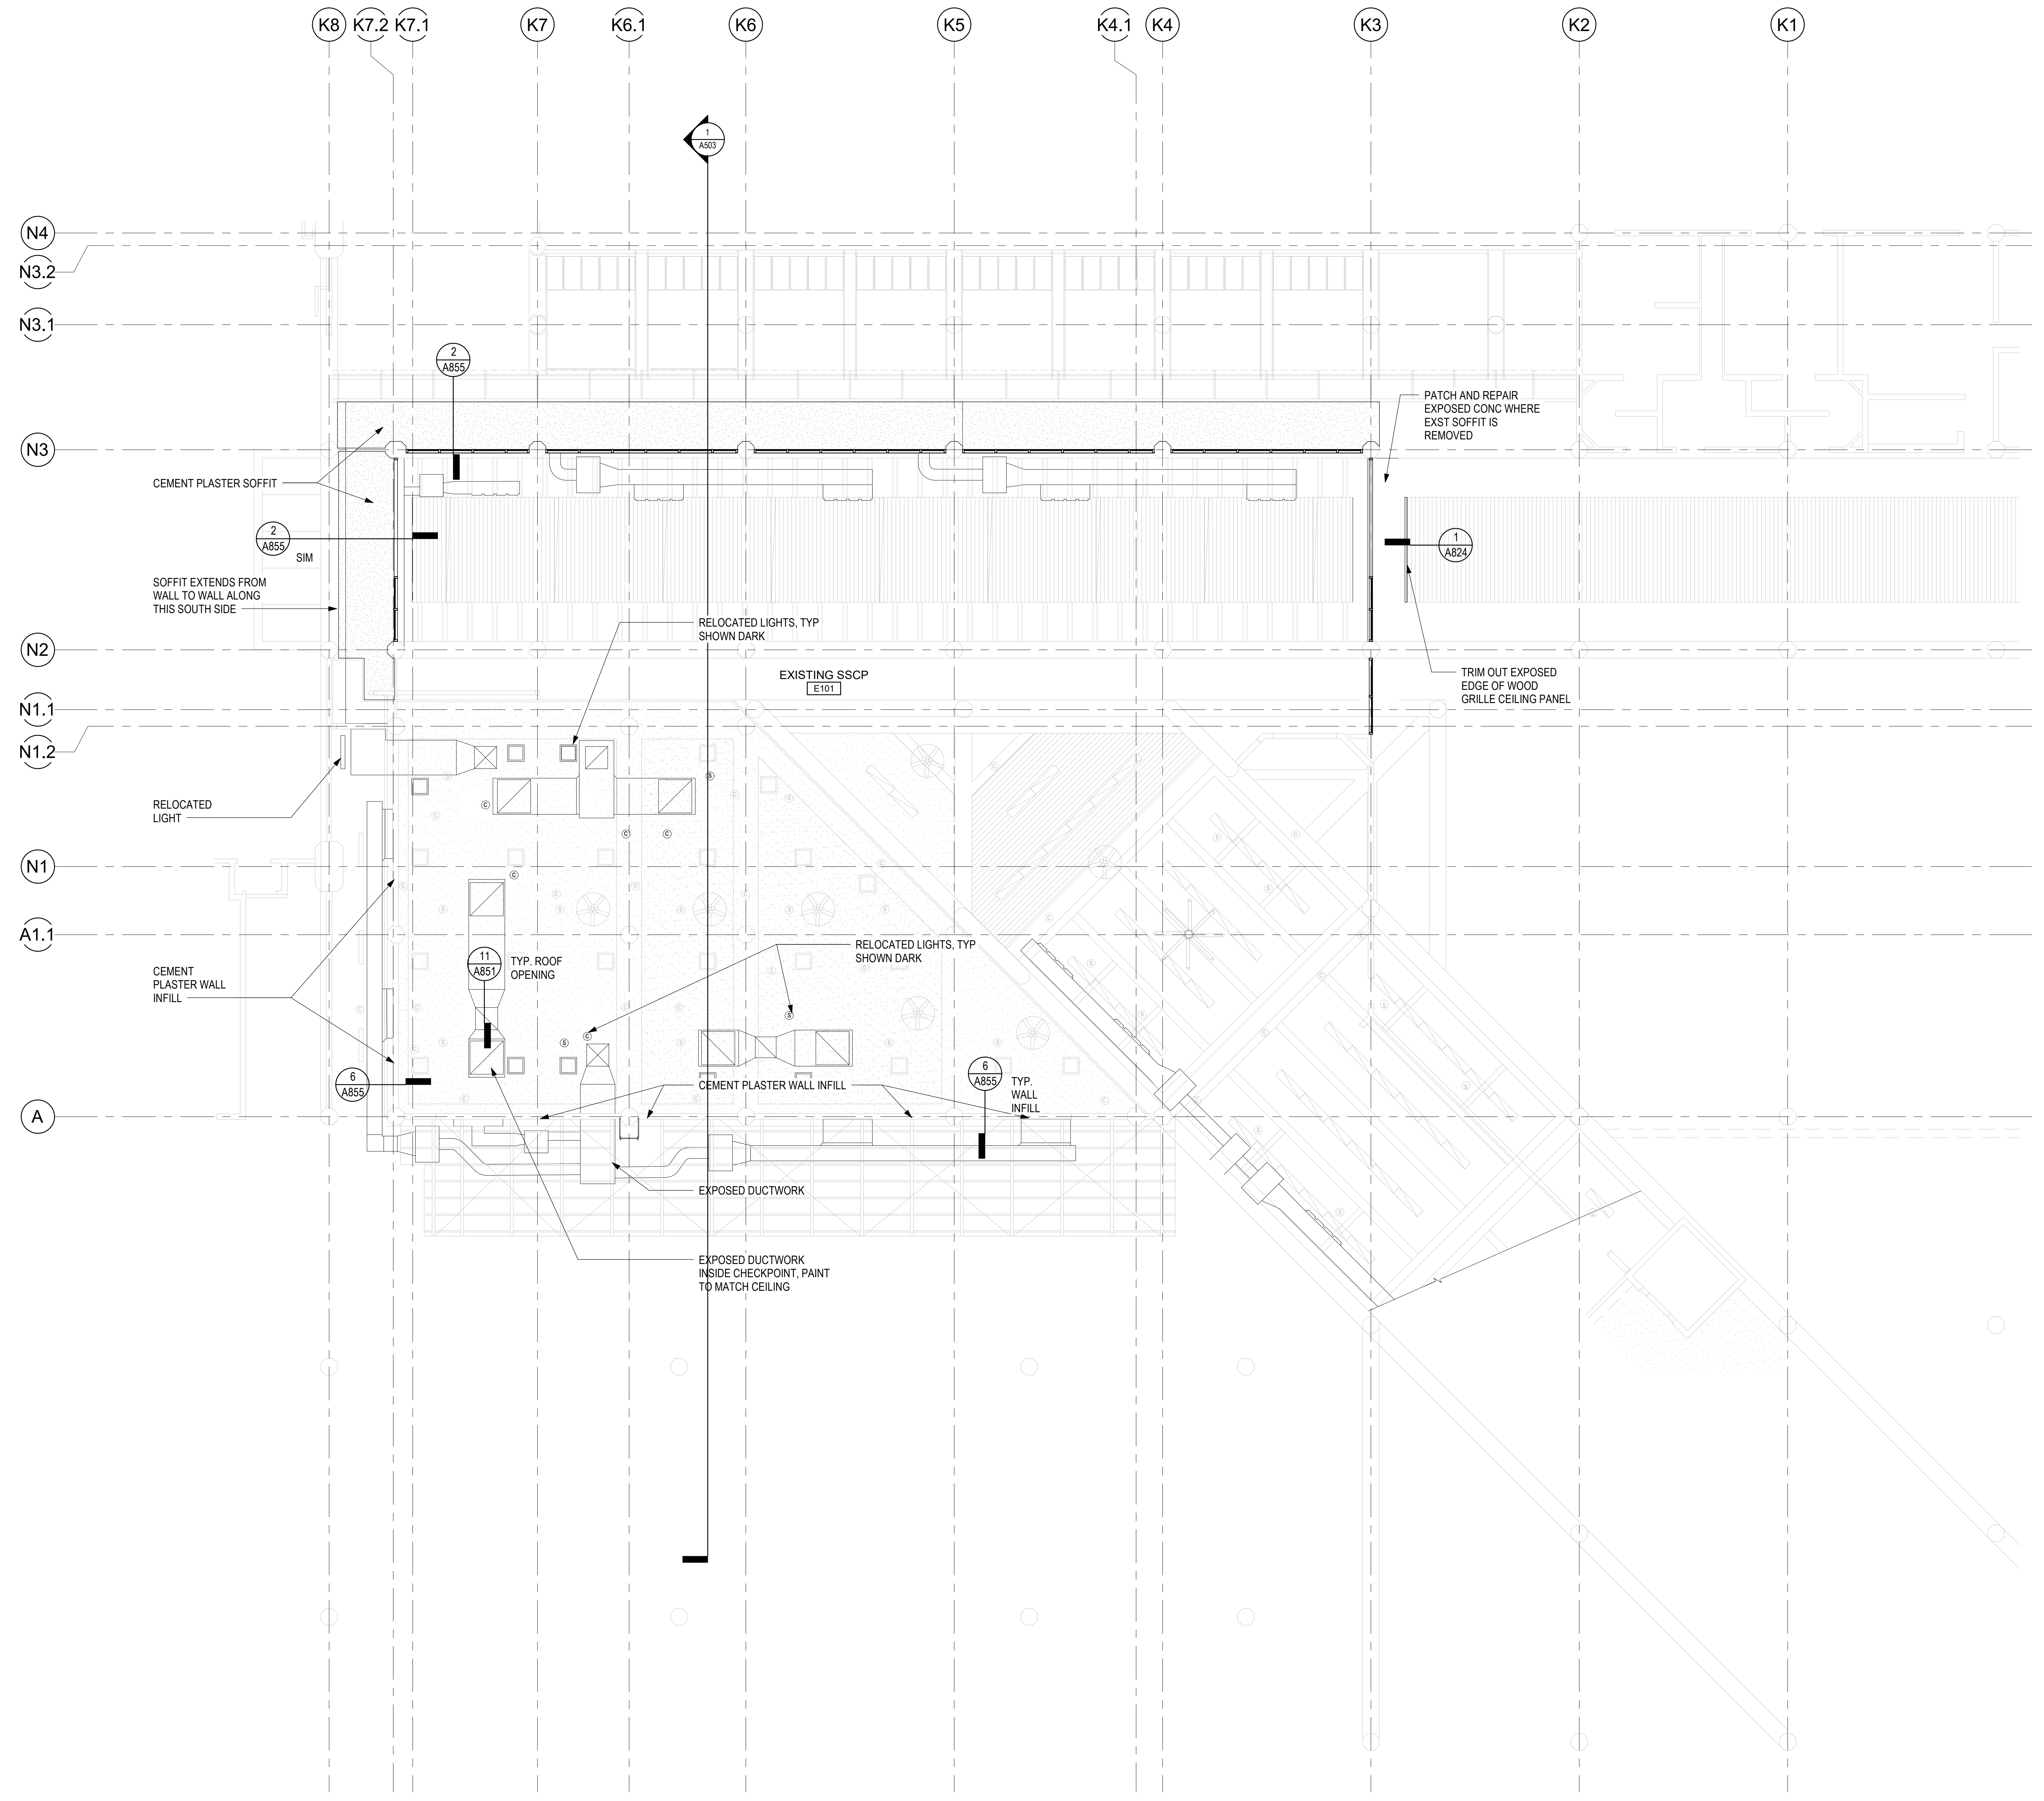 K8
K7.2
K7.1
K7
K6.1
K6
K5
K4.1
K4
K3
K2
K1
1
A503
N4
N3.2
N3.1
2
A855
PATCH AND REPAIR
EXPOSED CONC WHERE
EXST SOFFIT IS
REMOVED
N3
CEMENT PLASTER SOFFIT
2
A855
SIM
1
A824
SOFFIT EXTENDS FROM
WALL TO WALL ALONG
THIS SOUTH SIDE
RELOCATED LIGHTS, TYP
SHOWN DARK
N2
EXISTING SSCP
E101
TRIM OUT EXPOSED
EDGE OF WOOD
GRILLE CEILING PANEL
N1.1
N1.2
RELOCATED
LIGHT
N1
A1.1
RELOCATED LIGHTS, TYP
SHOWN DARK
11
A851
TYP. ROOF
OPENING
CEMENT
PLASTER WALL
INFILL
6
A855
CEMENT PLASTER WALL INFILL
6
A855
TYP.
WALL
INFILL
A
EXPOSED DUCTWORK
EXPOSED DUCTWORK
INSIDE CHECKPOINT, PAINT
TO MATCH CEILING